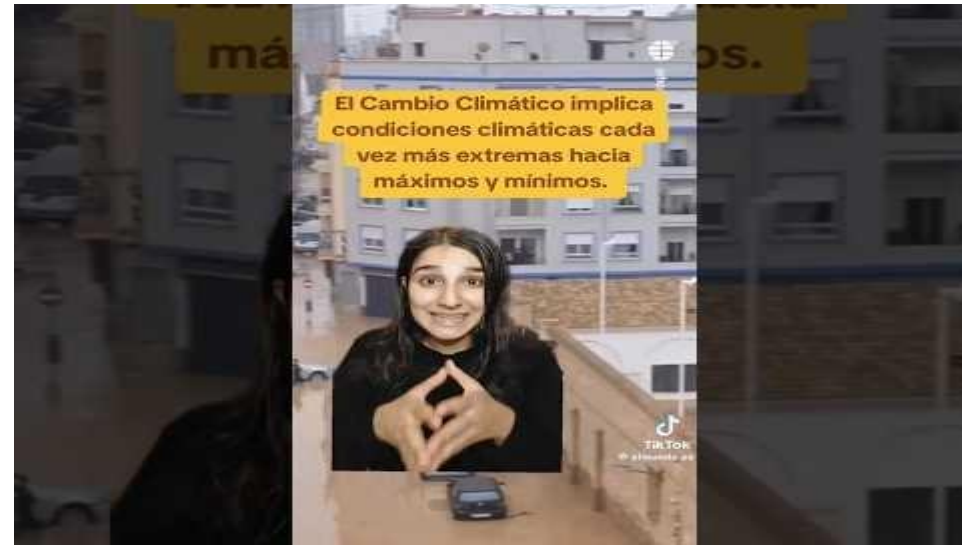 El Cambio Climático implica
condiciones climáticas cada
vez más extremas hacia
máximos y mínimos.
TikTok